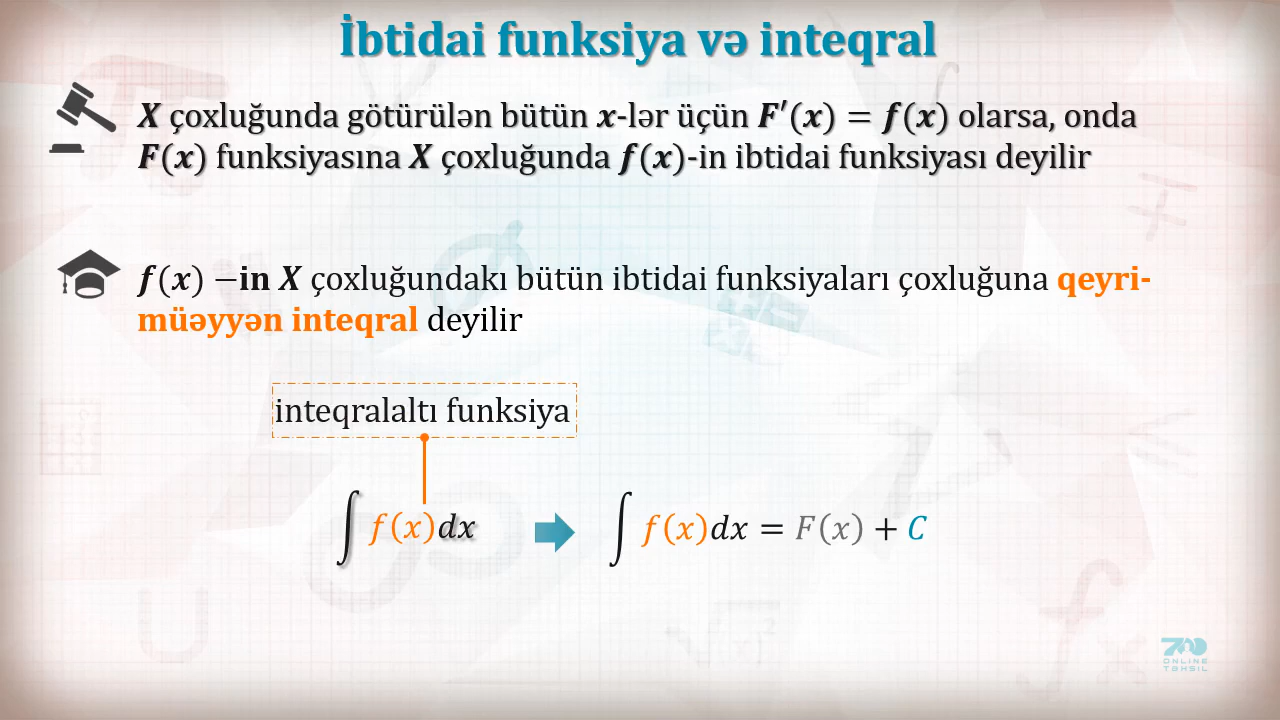 İbtidai funksiya və inteqral
X çoxluğunda götürülən bütün x-lər üçün F′(x) = f(x) olarsa, onda
F(x) funksiyasına X çoxluğunda f(x)-in ibtidai funksiyası deyilir
f(x) −in X çoxluğundakı bütün ibtidai funksiyaları çoxluğuna qeyri-
müəyyən inteqral deyilir
inteqralaltı funksiya
∫ f(x)dx ∫ f(x)dx = F(x) + C
700
ONLINE
TƏHSİL